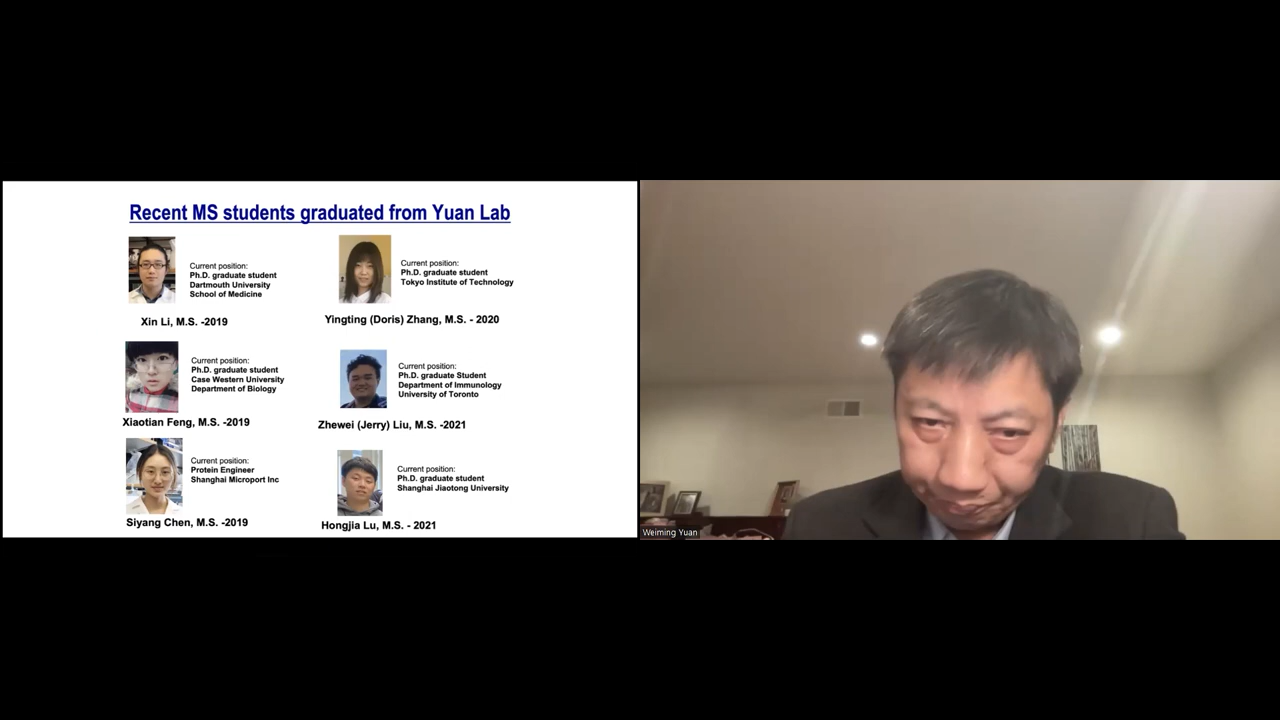 Recent MS students graduated from Yuan Lab
Current position:
Ph.D. graduate student
Dartmouth University
School of Medicine
Xin Li, M.S. -2019
Current position:
Ph.D. graduate student
Tokyo Institute of Technology
Yingting (Doris) Zhang, M.S. - 2020
Current position:
Ph.D. graduate student
Case Western University
Department of Biology
Xiaotian Feng, M.S. -2019
Current position:
Ph.D. graduate Student
Department of Immunology
University of Toronto
Zhewei (Jerry) Liu, M.S. -2021
Current position:
Protein Engineer
Shanghai Microport Inc
Siyang Chen, M.S. -2019
Current position:
Ph.D. graduate student
Shanghai Jiaotong University
Hongjia Lu, M.S. - 2021
Weiming Yuan